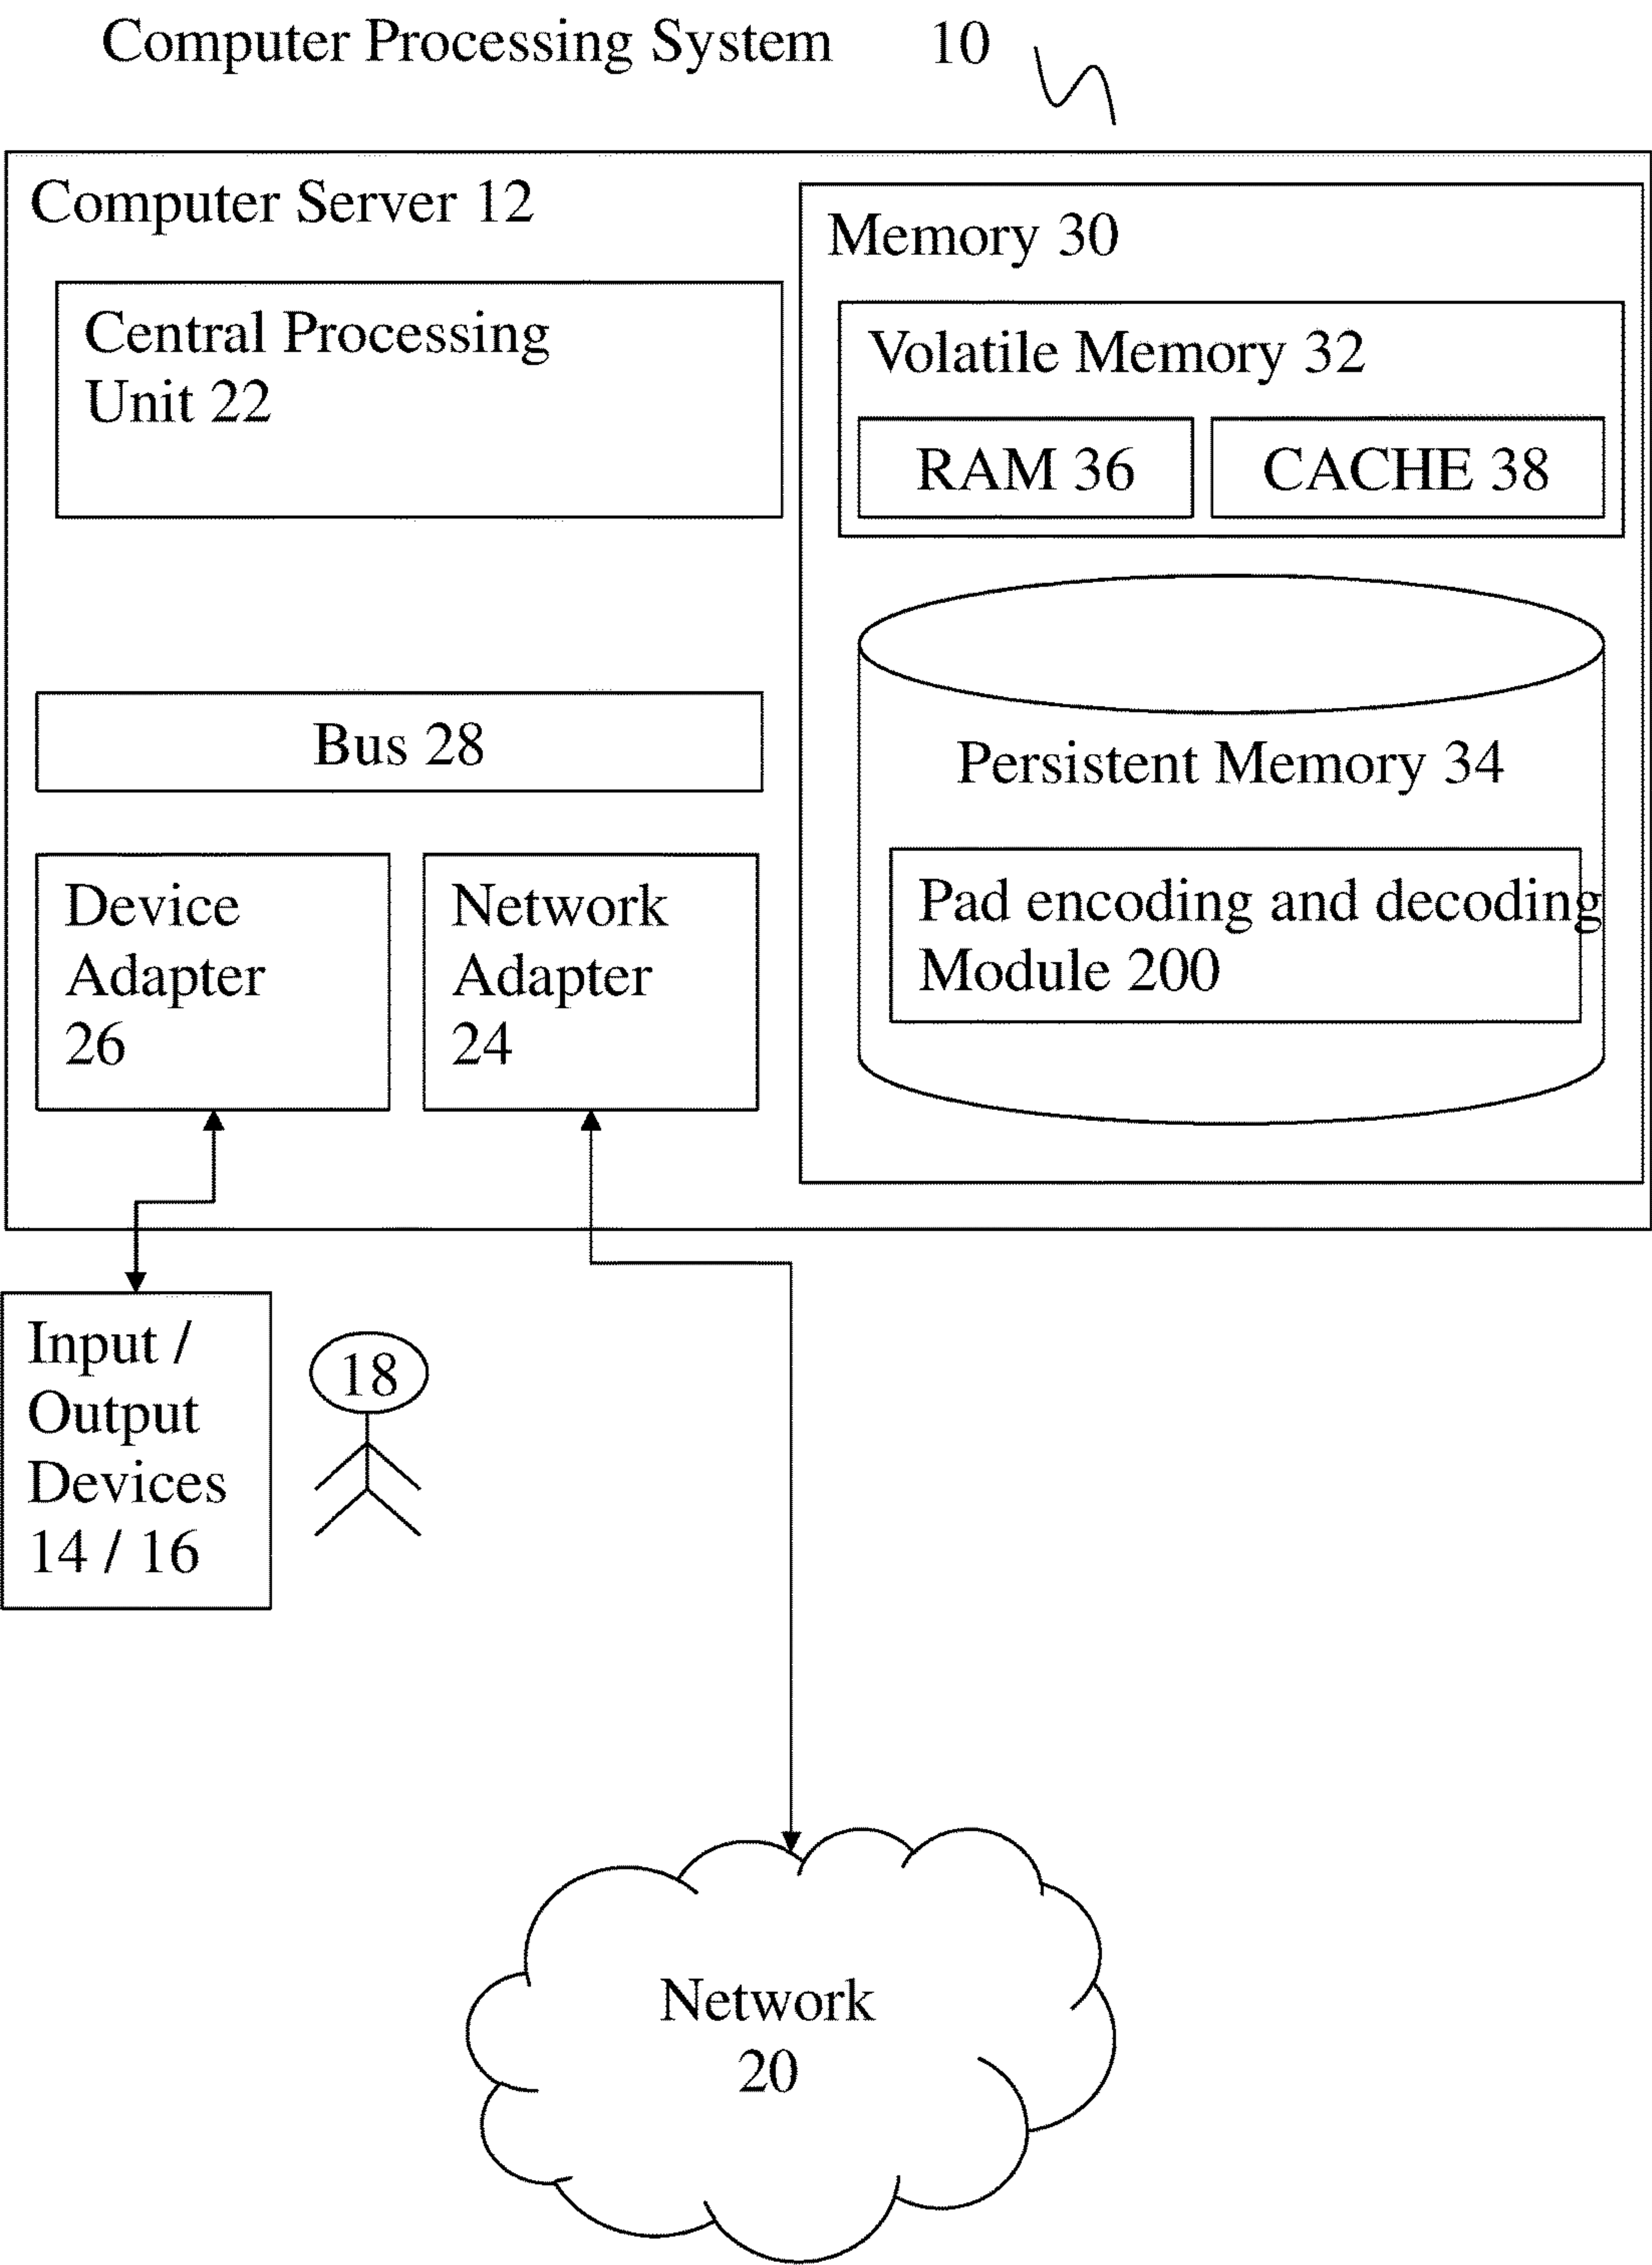 Computer Processing System 10
Computer Server 12
Central Processing
Unit 22
Bus 28
Device
Adapter
26
Network
Adapter
24
Memory 30
Volatile Memory 32
RAM 36
CACHE 38
Persistent Memory 34
Pad encoding and decoding
Module 200
Input /
Output
Devices
14 / 16
18
Network
20